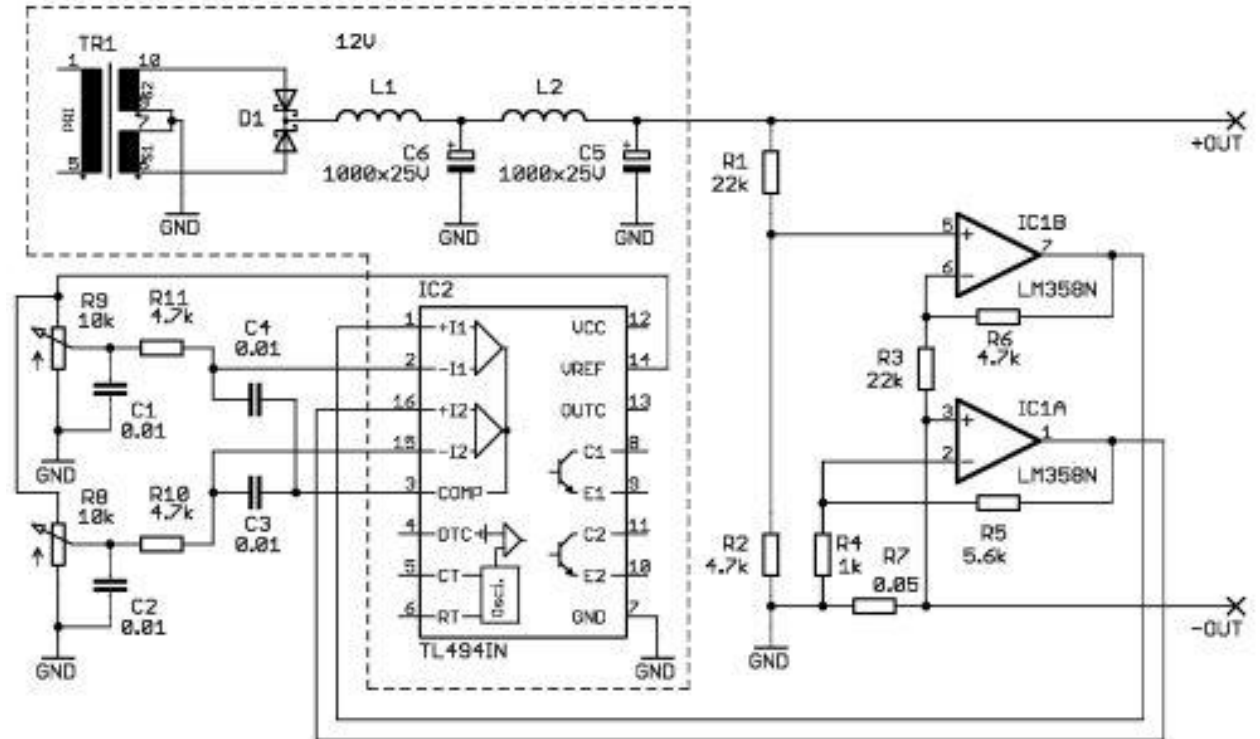 TR1
12V
1
10
PRI
7
5
D1
L1
L2
C6
1000x25V
C5
1000x25V
GND
GND
GND
+OUT
R1
22k
5
+
6
-
7
IC1B
LM358N
R6
4.7k
R3
22k
3
+
2
-
1
IC1A
LM358N
R5
5.6k
R2
4.7k
R4
1k
R7
0.05
GND
-OUT
R9
10k
R11
4.7k
C4
0.01
C1
0.01
GND
R8
10k
R10
4.7k
C3
0.01
C2
0.01
GND
IC2
1 +I1 VCC 12
2 -I1 VREF 14
16 +I2 OUTC 13
15 -I2 C1 8
3 COMP E1 9
4 DTC C2 11
5 CT E2 10
6 RT GND 7
Osci.
TL494IN
GND